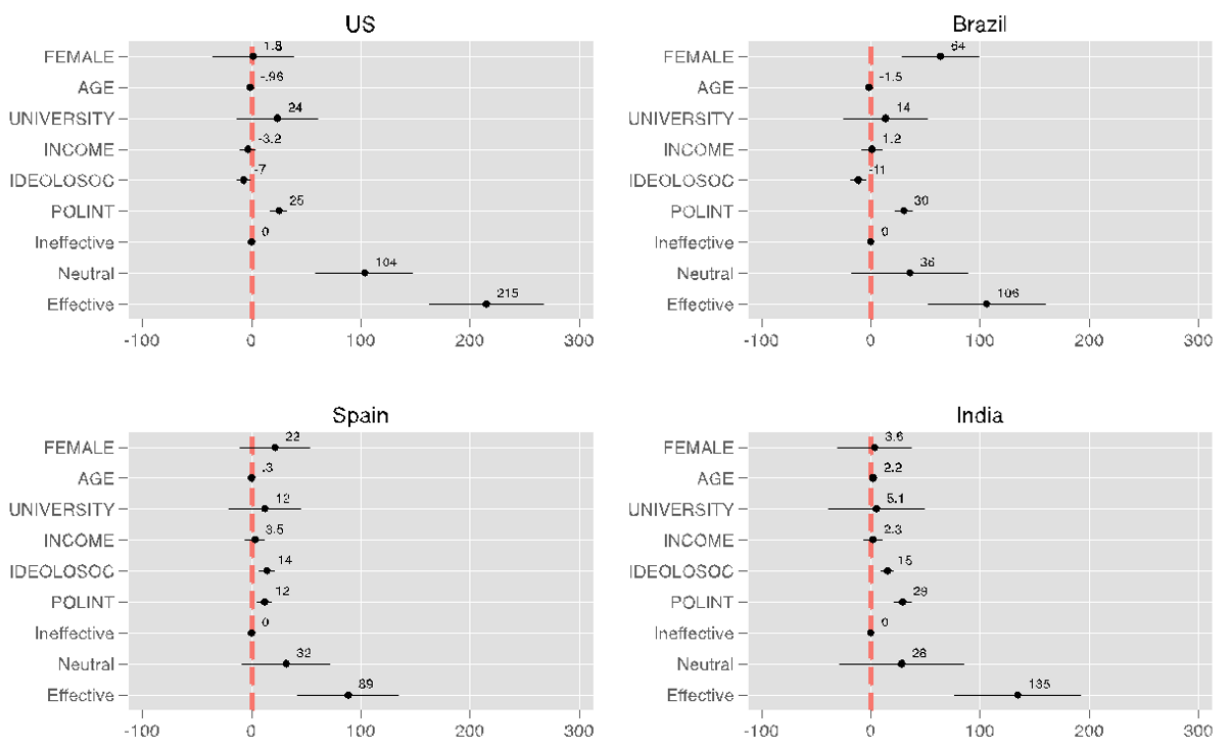 US
FEMALE 1.8
AGE -.96
UNIVERSITY 24
INCOME -3.2
IDEOLOSOC -7
POLINT 25
Ineffective 0
Neutral 104
Effective 215
-100 0 100 200 300
Brazil
FEMALE 64
AGE -1.5
UNIVERSITY 14
INCOME 1.2
IDEOLOSOC -11
POLINT 30
Ineffective 0
Neutral 36
Effective 106
-100 0 100 200 300
Spain
FEMALE 22
AGE .3
UNIVERSITY 12
INCOME 3.5
IDEOLOSOC 14
POLINT 12
Ineffective 0
Neutral 32
Effective 89
-100 0 100 200 300
India
FEMALE 3.6
AGE 2.2
UNIVERSITY 5.1
INCOME 2.3
IDEOLOSOC 15
POLINT 29
Ineffective 0
Neutral 28
Effective 135
-100 0 100 200 300